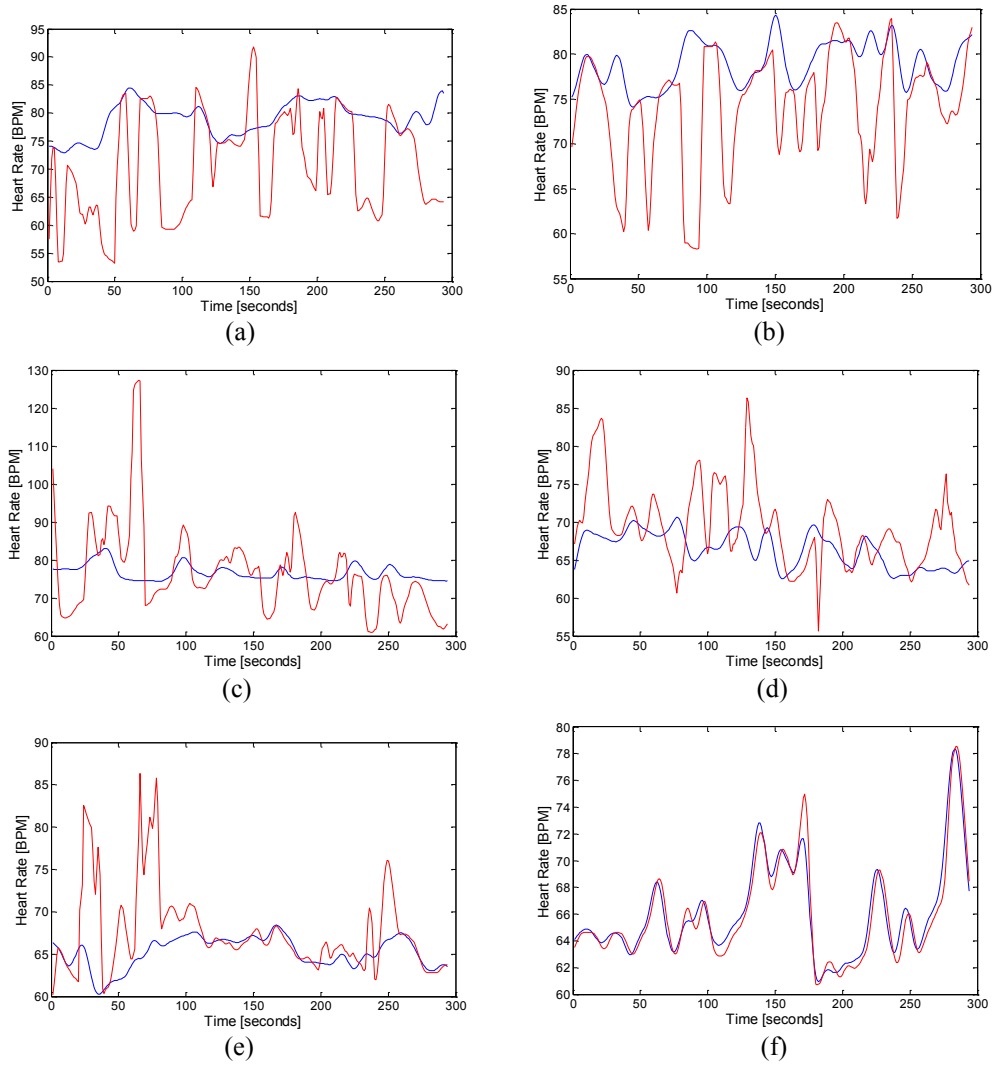 95
90
85
80
75
70
65
60
55
50
Heart Rate [BPM]
0 50 100 150 200 250 300
Time [seconds]
(a)
85
80
75
70
65
60
55
Heart Rate [BPM]
0 50 100 150 200 250 300
Time [seconds]
(b)
130
120
110
100
90
80
70
60
Heart Rate [BPM]
0 50 100 150 200 250 300
Time [seconds]
(c)
90
85
80
75
70
65
60
55
Heart Rate [BPM]
0 50 100 150 200 250 300
Time [seconds]
(d)
90
85
80
75
70
65
60
Heart Rate [BPM]
0 50 100 150 200 250 300
Time [seconds]
(e)
80
78
76
74
72
70
68
66
64
62
60
Heart Rate [BPM]
0 50 100 150 200 250 300
Time [seconds]
(f)